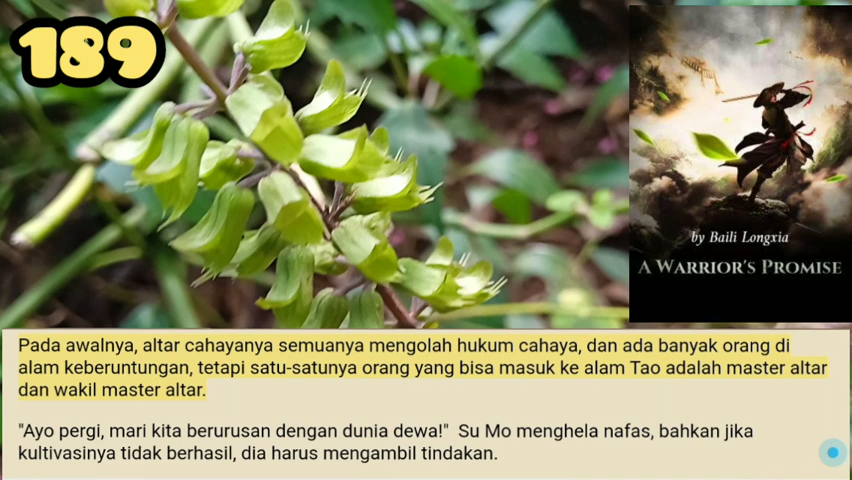 189
by Baili Longxia
A WARRIOR'S PROMISE
Pada awalnya, altar cahayanya semuanya mengolah hukum cahaya, dan ada banyak orang di
alam keberuntungan, tetapi satu-satunya orang yang bisa masuk ke alam Tao adalah master altar
dan wakil master altar.
"Ayo pergi, mari kita berurusan dengan dunia dewa!" Su Mo menghela nafas, bahkan jika
kultivasinya tidak berhasil, dia harus mengambil tindakan.